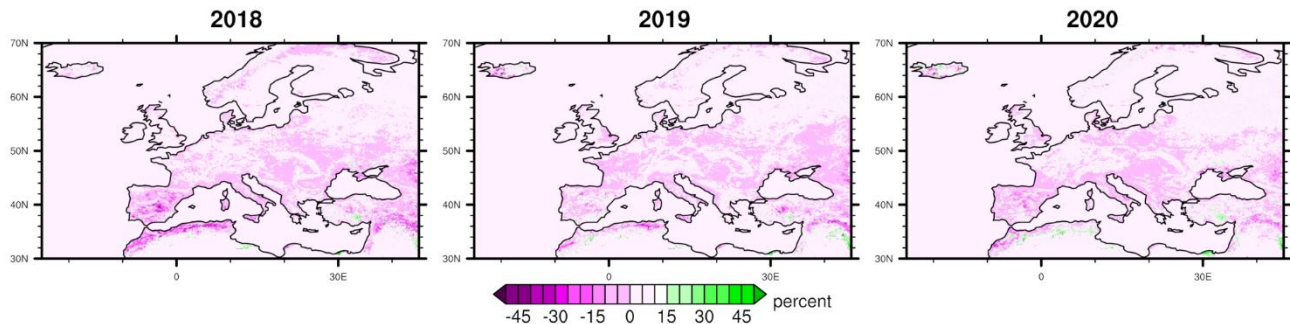 2018 2019 2020
70N 70N 70N
60N 60N 60N
50N 50N 50N
40N 40N 40N
30N 30N 30N
0 30E 0 30E 0 30E
-45 -30 -15 0 15 30 45 percent